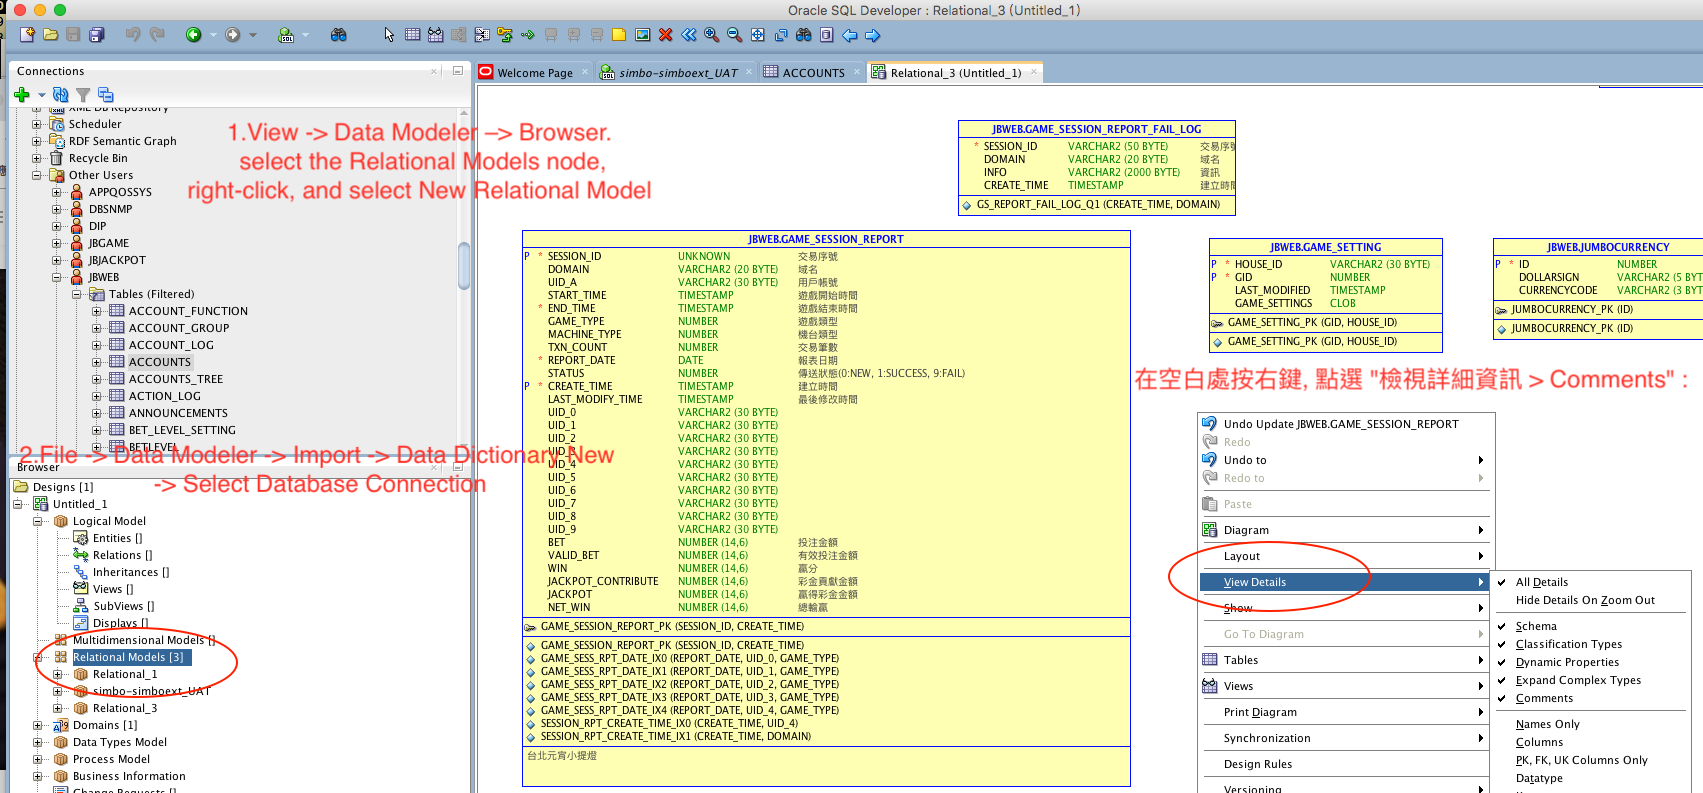 Oracle SQL Developer : Relational_3 (Untitled_1)
Connections
XML DB Repository
Scheduler
RDF Semantic Graph
Recycle Bin
Other Users
APPQOSSYS
DBSNMP
DIP
JBGAME
JBJACKPOT
JBWEB
Tables (Filtered)
ACCOUNT_FUNCTION
ACCOUNT_GROUP
ACCOUNT_LOG
ACCOUNTS
ACCOUNTS_TREE
ACTION_LOG
ANNOUNCEMENTS
BET_LEVEL_SETTING
BETLEVEL
1.View -> Data Modeler –> Browser.
select the Relational Models node,
right-click, and select New Relational Model
2.File -> Data Modeler -> Import -> Data Dictionary New
-> Select Database Connection
Browser
Designs [1]
Untitled_1
Logical Model
Entities []
Relations []
Inheritances []
Views []
SubViews []
Displays []
Multidimensional Models []
Relational Models [3]
Relational_1
simbo-simboext_UAT
Relational_3
Domains [1]
Data Types Model
Process Model
Business Information
Change Requests []
Welcome Page
simbo-simboext_UAT
ACCOUNTS
Relational_3 (Untitled_1)
JBWEB.GAME_SESSION_REPORT_FAIL_LOG
* SESSION_ID VARCHAR2 (50 BYTE) 交易序號
DOMAIN VARCHAR2 (20 BYTE) 域名
INFO VARCHAR2 (2000 BYTE) 資訊
CREATE_TIME TIMESTAMP 建立時間
GS_REPORT_FAIL_LOG_Q1 (CREATE_TIME, DOMAIN)
JBWEB.GAME_SESSION_REPORT
P * SESSION_ID UNKNOWN 交易序號
DOMAIN VARCHAR2 (20 BYTE) 域名
UID_A VARCHAR2 (30 BYTE) 用戶帳號
START_TIME TIMESTAMP 遊戲開始時間
* END_TIME TIMESTAMP 遊戲結束時間
GAME_TYPE NUMBER 遊戲類型
MACHINE_TYPE NUMBER 機台類型
TXN_COUNT NUMBER 交易筆數
* REPORT_DATE DATE 報表日期
STATUS NUMBER 傳送狀態(0:NEW, 1:SUCCESS, 9:FAIL)
P * CREATE_TIME TIMESTAMP 建立時間
LAST_MODIFY_TIME TIMESTAMP 最後修改時間
UID_0 VARCHAR2 (30 BYTE)
UID_1 VARCHAR2 (30 BYTE)
UID_2 VARCHAR2 (30 BYTE)
UID_3 VARCHAR2 (30 BYTE)
UID_4 VARCHAR2 (30 BYTE)
UID_5 VARCHAR2 (30 BYTE)
UID_6 VARCHAR2 (30 BYTE)
UID_7 VARCHAR2 (30 BYTE)
UID_8 VARCHAR2 (30 BYTE)
UID_9 VARCHAR2 (30 BYTE)
BET NUMBER (14,6) 投注金額
VALID_BET NUMBER (14,6) 有效投注金額
WIN NUMBER (14,6) 贏分
JACKPOT_CONTRIBUTE NUMBER (14,6) 彩金貢獻金額
JACKPOT NUMBER (14,6) 贏得彩金金額
NET_WIN NUMBER (14,6) 總輸贏
GAME_SESSION_REPORT_PK (SESSION_ID, CREATE_TIME)
GAME_SESSION_REPORT_PK (SESSION_ID, CREATE_TIME)
GAME_SESS_RPT_DATE_IX0 (REPORT_DATE, UID_0, GAME_TYPE)
GAME_SESS_RPT_DATE_IX1 (REPORT_DATE, UID_1, GAME_TYPE)
GAME_SESS_RPT_DATE_IX2 (REPORT_DATE, UID_2, GAME_TYPE)
GAME_SESS_RPT_DATE_IX3 (REPORT_DATE, UID_3, GAME_TYPE)
GAME_SESS_RPT_DATE_IX4 (REPORT_DATE, UID_4, GAME_TYPE)
SESSION_RPT_CREATE_TIME_IX0 (CREATE_TIME, UID_4)
SESSION_RPT_CREATE_TIME_IX1 (CREATE_TIME, DOMAIN)
台北元宵小提燈
JBWEB.GAME_SETTING
P * HOUSE_ID VARCHAR2 (30 BYTE)
P * GID NUMBER
LAST_MODIFIED TIMESTAMP
GAME_SETTINGS CLOB
GAME_SETTING_PK (GID, HOUSE_ID)
GAME_SETTING_PK (GID, HOUSE_ID)
JBWEB.JUMBOCURRENCY
P * ID NUMBER
DOLLARSIGN VARCHAR2 (5 BYT
CURRENCYCODE VARCHAR2 (3 BYT
JUMBOCURRENCY_PK (ID)
JUMBOCURRENCY_PK (ID)
在空白處按右鍵, 點選 "檢視詳細資訊 > Comments" :
Undo Update JBWEB.GAME_SESSION_REPORT
Redo
Undo to
Redo to
Paste
Diagram
Layout
View Details
Show
Go To Diagram
Tables
Views
Print Diagram
Synchronization
Design Rules
Versioning
All Details
Hide Details On Zoom Out
Schema
Classification Types
Dynamic Properties
Expand Complex Types
Comments
Names Only
Columns
PK, FK, UK Columns Only
Datatype